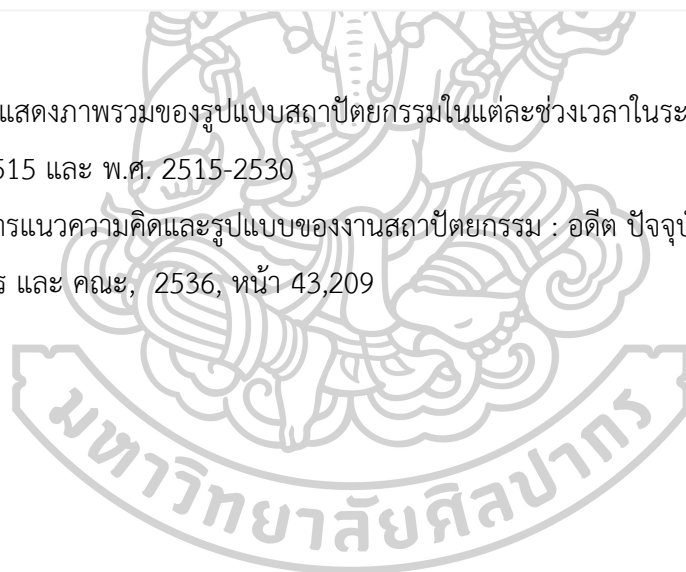 แสดงภาพรวมของรูปแบบสถาปัตยกรรมในแต่ละช่วงเวลาในระ
515 และ พ.ศ. 2515-2530
ารแนวความคิดและรูปแบบของงานสถาปัตยกรรม : อดีต ปัจจุบั
ร และ คณะ, 2536, หน้า 43,209
มหาวิทยาลัยศิลปากร